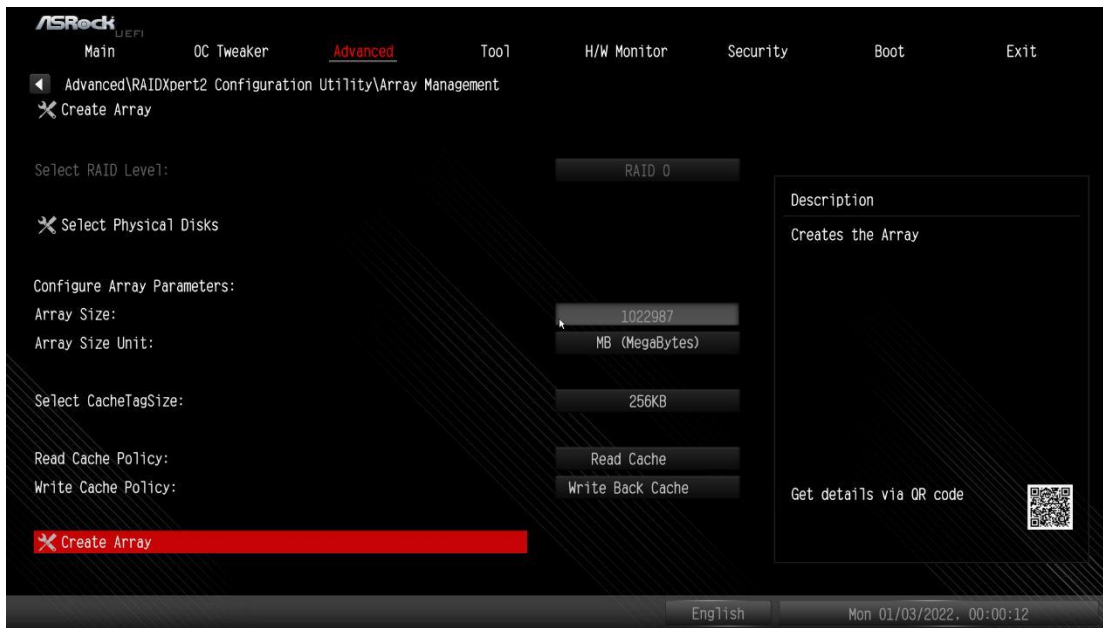 ASRock UEFI
Main OC Tweaker Advanced Tool H/W Monitor Security Boot Exit
Advanced\RAIDXpert2 Configuration Utility\Array Management
Create Array
Select RAID Level: RAID 0
Select Physical Disks
Configure Array Parameters:
Array Size: 1022987
Array Size Unit: MB (MegaBytes)
Select CacheTagSize: 256KB
Read Cache Policy: Read Cache
Write Cache Policy: Write Back Cache
Create Array
Description
Creates the Array
Get details via QR code
English Mon 01/03/2022, 00:00:12